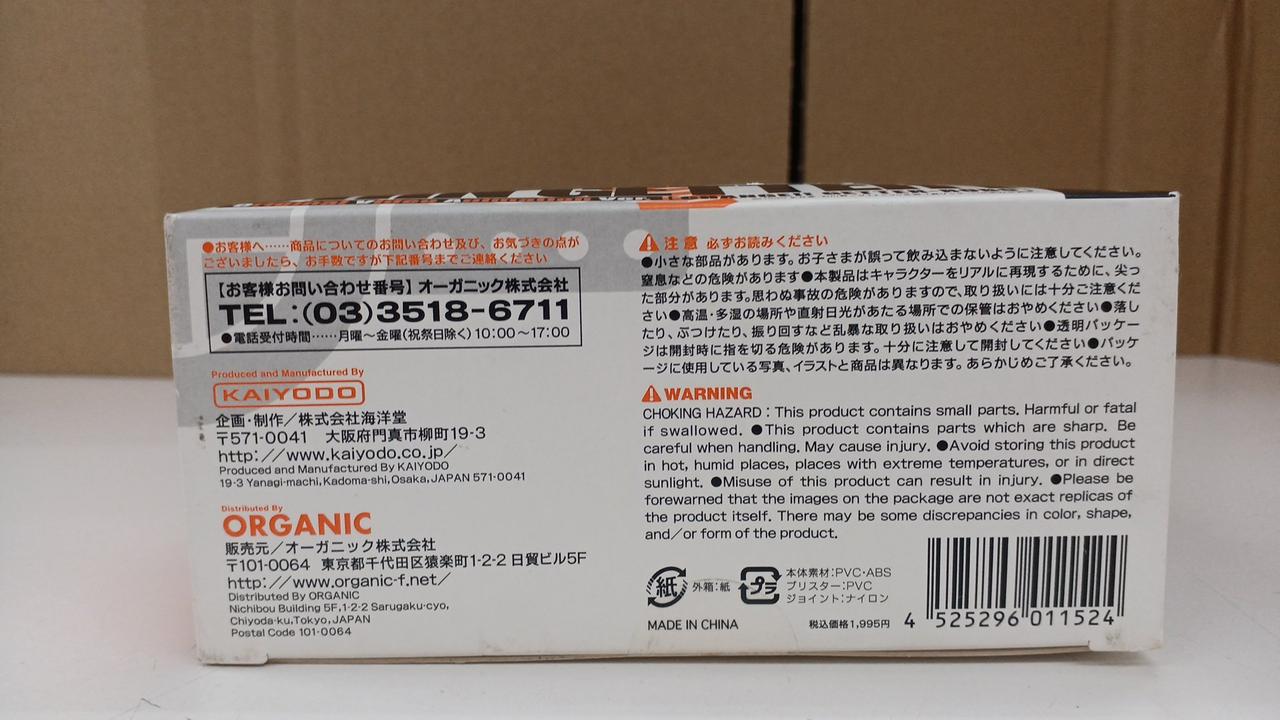 ●お客様へ……商品についてのお問い合わせ及び、お気づきの点が
ございましたら、お手数ですが下記番号までご連絡ください
【お客様お問い合わせ番号】オーガニック株式会社
TEL:(03)3518-6711
●電話受付時間……月曜～金曜(祝祭日除く)10:00～17:00
Produced and Manufactured By
KAIYODO
企画・制作／株式会社海洋堂
〒571-0041 大阪府門真市柳町19-3
http://www.kaiyodo.co.jp/
Produced and Manufactured By KAIYODO
19-3 Yanagi-machi,Kadoma-shi,Osaka,JAPAN 571-0041
Distributed By
ORGANIC
販売元／オーガニック株式会社
〒101-0064 東京都千代田区猿楽町1-2-2 日貿ビル5F
http://www.organic-f.net/
Distributed By ORGANIC
Nichibou Building 5F,1-2-2 Sarugaku-cyo,
Chiyoda-ku,Tokyo,JAPAN
Postal Code 101-0064
注意 必ずお読みください
●小さな部品があります。お子さまが誤って飲み込まないように注意してください。
窒息などの危険があります●本製品はキャラクターをリアルに再現するために、尖っ
た部分があります。思わぬ事故の危険がありますので、取り扱いには十分ご注意くだ
さい●高温・多湿の場所や直射日光があたる場所での保管はおやめください●落し
たり、ぶつけたり、振り回すなど乱暴な取り扱いはおやめください●透明パッケー
ジは開封時に指を切る危険があります。十分に注意して開封してください●パッケ
ージに使用している写真、イラストと商品は異なります。あらかじめご了承ください。
WARNING
CHOKING HAZARD : This product contains small parts. Harmful or fatal
if swallowed. ●This product contains parts which are sharp. Be
careful when handling. May cause injury. ●Avoid storing this product
in hot, humid places, places with extreme temperatures, or in direct
sunlight. ●Misuse of this product can result in injury. ●Please be
forewarned that the images on the package are not exact replicas of
the product itself. There may be some discrepancies in color, shape,
and/or form of the product.
紙 外箱：紙 プラ 本体素材：PVC・ABS
ブリスター：PVC
ジョイント：ナイロン
MADE IN CHINA 税込価格1,995円
4 525296 011524